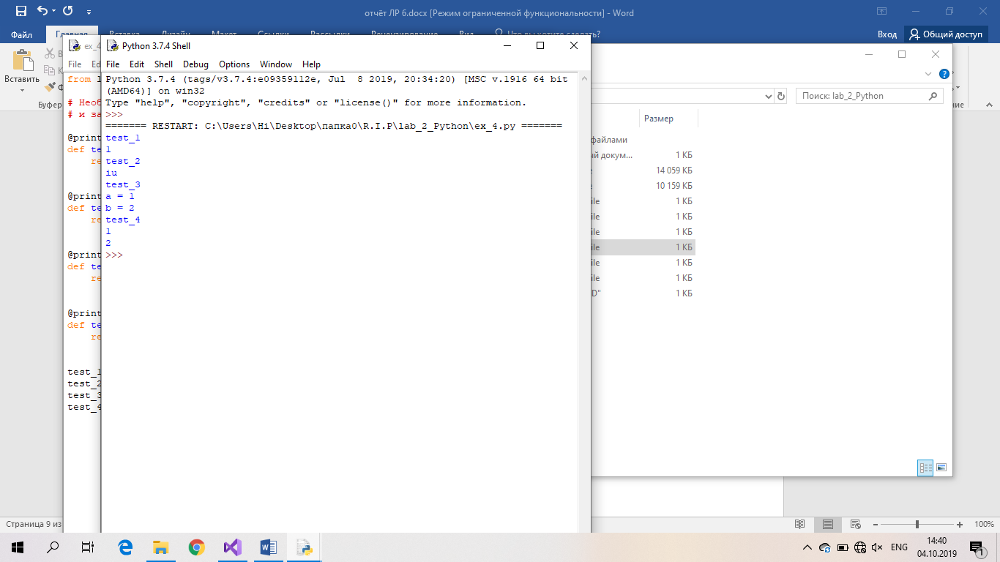 отчёт ЛР 6.docx [Режим ограниченной функциональности] - Word
Файл
Главная Вставка Дизайн Макет Ссылки Рассылки Рецензирование Вид Что вы хотите сделать?
Вход
Общий доступ
Вставить
Буфер
ex_4
File Ed
from
# Необ
# и за
@print
def te
re
@print
def te
re
@print
def te
re
@print
def te
re
test_1
test_2
test_3
test_4
Python 3.7.4 Shell
File Edit Shell Debug Options Window Help
Python 3.7.4 (tags/v3.7.4:e09359112e, Jul 8 2019, 20:34:20) [MSC v.1916 64 bit
(AMD64)] on win32
Type "help", "copyright", "credits" or "license()" for more information.
>>>
======= RESTART: C:\Users\Hi\Desktop\папка0\R.I.P\lab_2_Python\ex_4.py =======
test_1
1
test_2
iu
test_3
a = 1
b = 2
test_4
1
2
>>>
Поиск: lab_2_Python
Размер
файлами
ый докум... 1 КБ
14 059 КБ
10 159 КБ
ile 1 КБ
ile 1 КБ
ile 1 КБ
ile 1 КБ
ile 1 КБ
ile 1 КБ
D" 1 КБ
ние
Страница 9 из
100%
ENG
14:40
04.10.2019
1